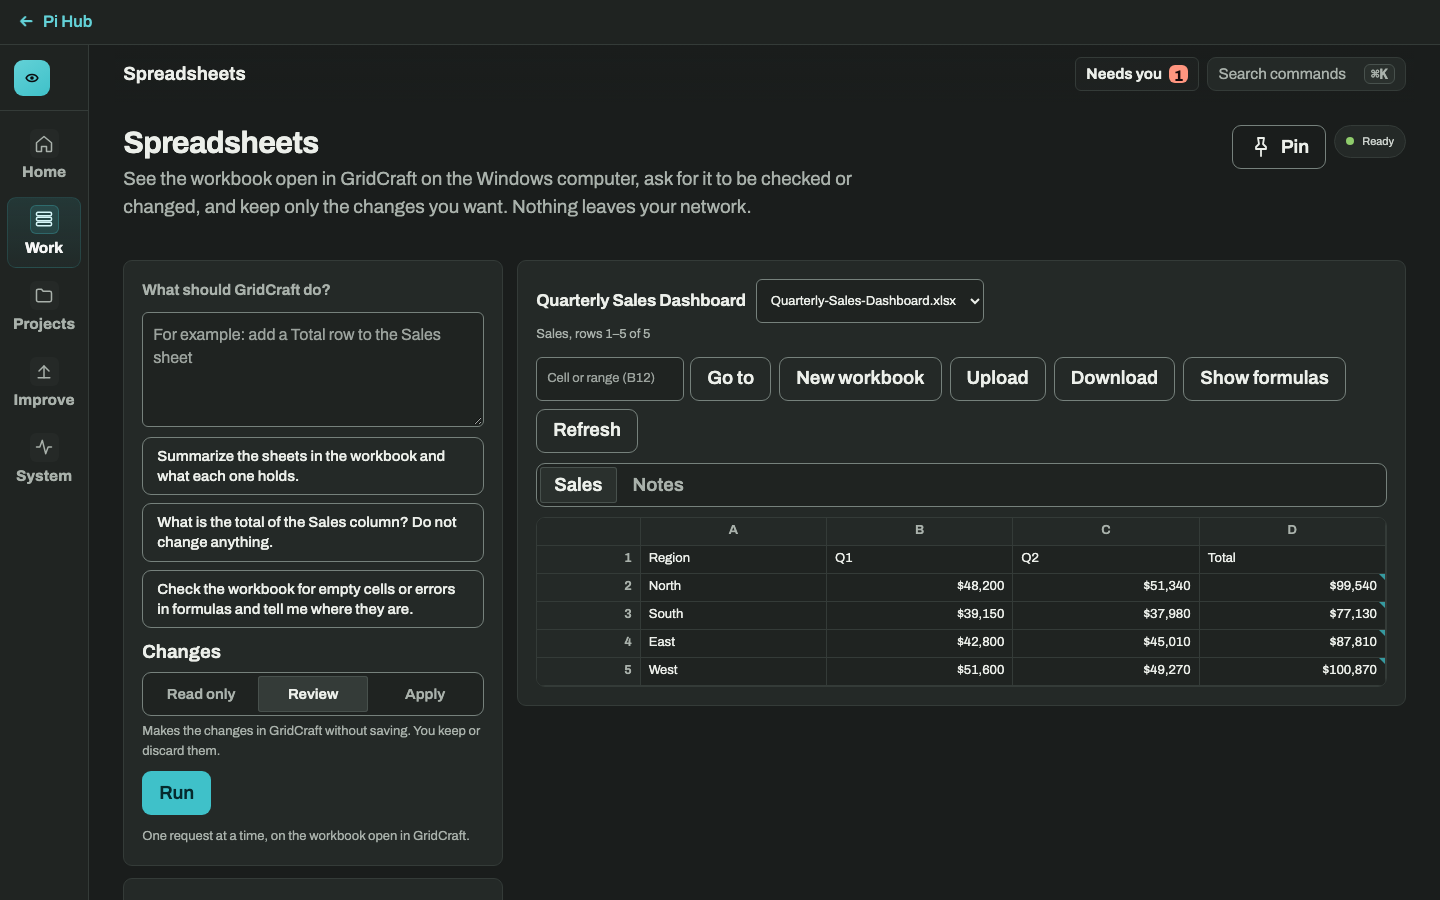 Pi Hub
Spreadsheets
Needs you 1
Search commands ⌘K
Home
Work
Projects
Improve
System
Spreadsheets
See the workbook open in GridCraft on the Windows computer, ask for it to be checked or
changed, and keep only the changes you want. Nothing leaves your network.
Pin
Ready
What should GridCraft do?
For example: add a Total row to the Sales
sheet
Summarize the sheets in the workbook and
what each one holds.
What is the total of the Sales column? Do not
change anything.
Check the workbook for empty cells or errors
in formulas and tell me where they are.
Changes
Read only Review Apply
Makes the changes in GridCraft without saving. You keep or
discard them.
Run
One request at a time, on the workbook open in GridCraft.
Quarterly Sales Dashboard Quarterly-Sales-Dashboard.xlsx
Sales, rows 1–5 of 5
Cell or range (B12) Go to New workbook Upload Download Show formulas
Refresh
Sales Notes
A B C D
1 Region Q1 Q2 Total
2 North $48,200 $51,340 $99,540
3 South $39,150 $37,980 $77,130
4 East $42,800 $45,010 $87,810
5 West $51,600 $49,270 $100,870